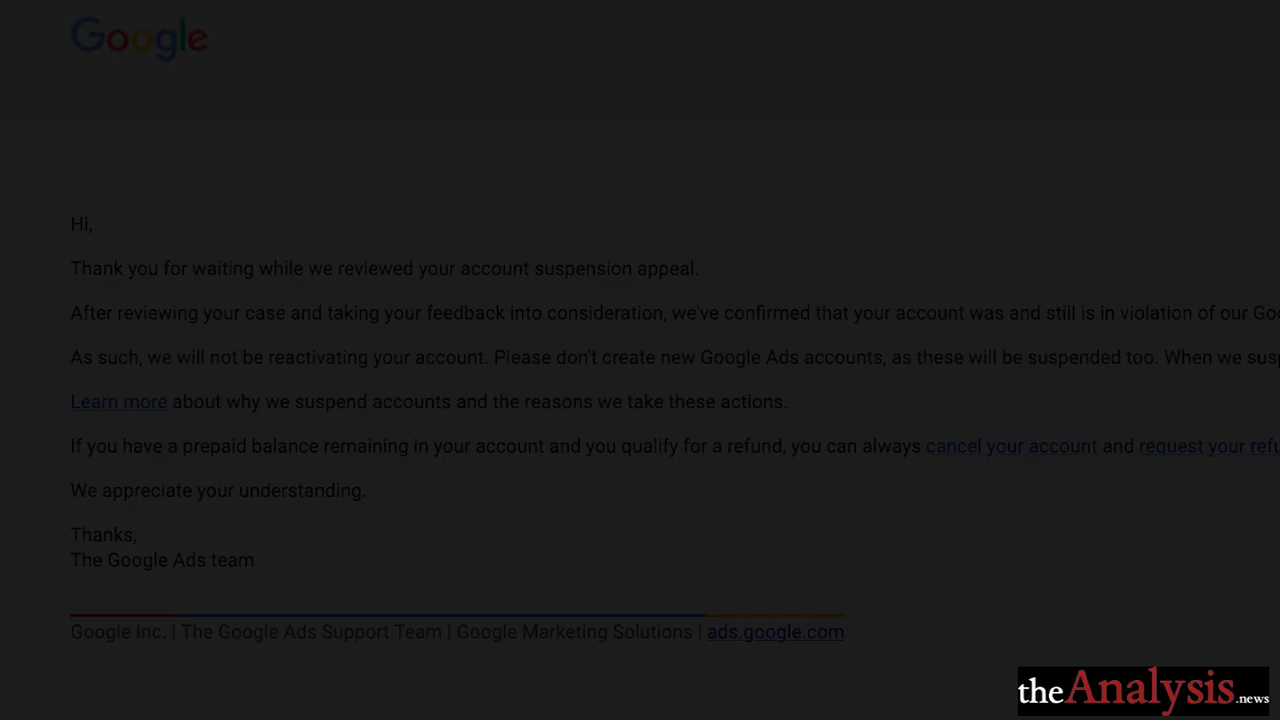 Google
Hi,
Thank you for waiting while we reviewed your account suspension appeal.
After reviewing your case and taking your feedback into consideration, we've confirmed that your account was and still is in violation of our
As such, we will not be reactivating your account. Please don't create new Google Ads accounts, as these will be suspended too. When we
Learn more about why we suspend accounts and the reasons we take these actions.
If you have a prepaid balance remaining in your account and you qualify for a refund, you can always cancel your account and request your
We appreciate your understanding.
Thanks,
The Google Ads team
Google Inc. | The Google Ads Support Team | Google Marketing Solutions | ads.google.com
theAnalysis.news